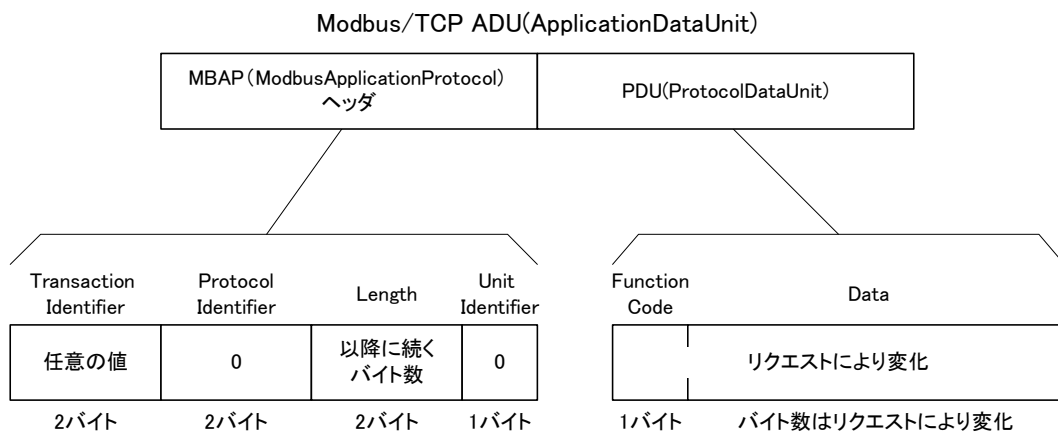 Modbus/TCP ADU(ApplicationDataUnit)
MBAP(ModbusApplicationProtocol)
ヘッダ
PDU(ProtocolDataUnit)
Transaction
Identifier
Protocol
Identifier
Length
Unit
Identifier
Function
Code
Data
任意の値
0
以降に続く
バイト数
0
リクエストにより変化
2バイト
2バイト
2バイト
1バイト
1バイト
バイト数はリクエストにより変化